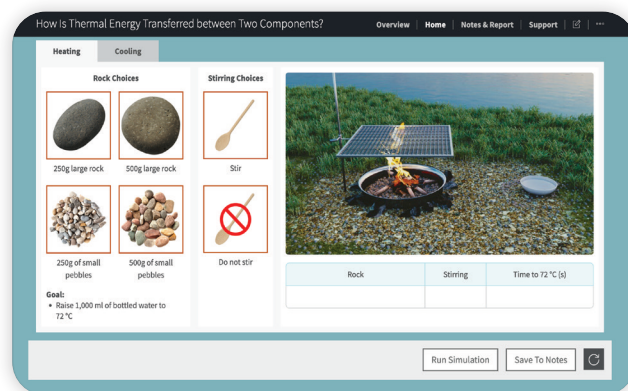 How Is Thermal Energy Transferred between Two Components?
Overview
Home
Notes & Report
Support
Heating
Cooling
Rock Choices
250g large rock
500g large rock
250g of small
pebbles
500g of small
pebbles
Goal:
• Raise 1,000 ml of bottled water to
72 °C
Stirring Choices
Stir
Do not stir
Rock
Stirring
Time to 72 °C (s)
Run Simulation
Save To Notes